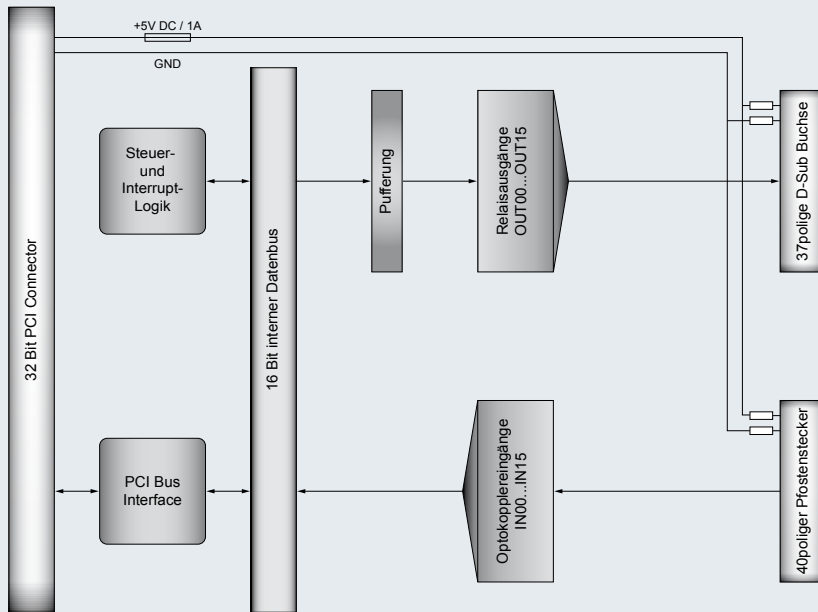 +5V DC / 1A
GND
32 Bit PCI Connector
Steuer-
und
Interrupt-
Logik
PCI Bus
Interface
16 Bit interner Datenbus
Pufferung
Relaisausgänge
OUT00...OUT15
37polige D-Sub Buchse
Optokopplereingänge
IN00...IN15
40poliger Pfostenstecker